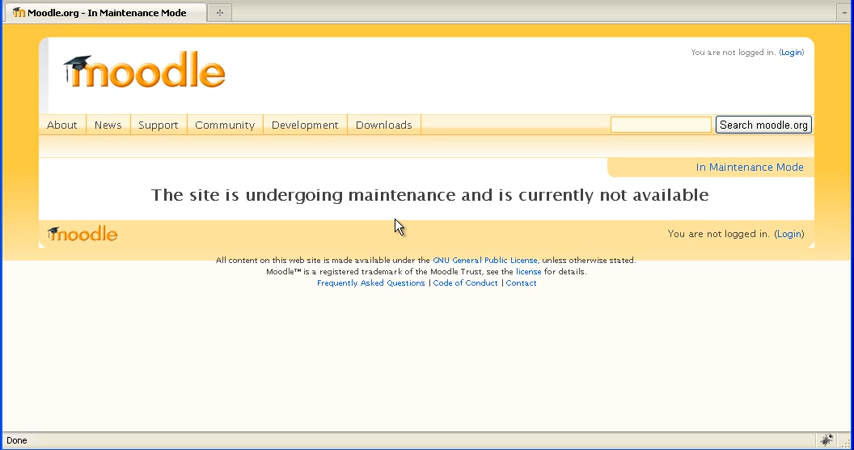 Moodle.org - In Maintenance Mode
moodle
You are not logged in. (Login)
About News Support Community Development Downloads Search moodle.org
In Maintenance Mode
The site is undergoing maintenance and is currently not available
moodle You are not logged in. (Login)
All content on this web site is made available under the GNU General Public License, unless otherwise stated.
Moodle™ is a registered trademark of the Moodle Trust, see the license for details.
Frequently Asked Questions | Code of Conduct | Contact
Done